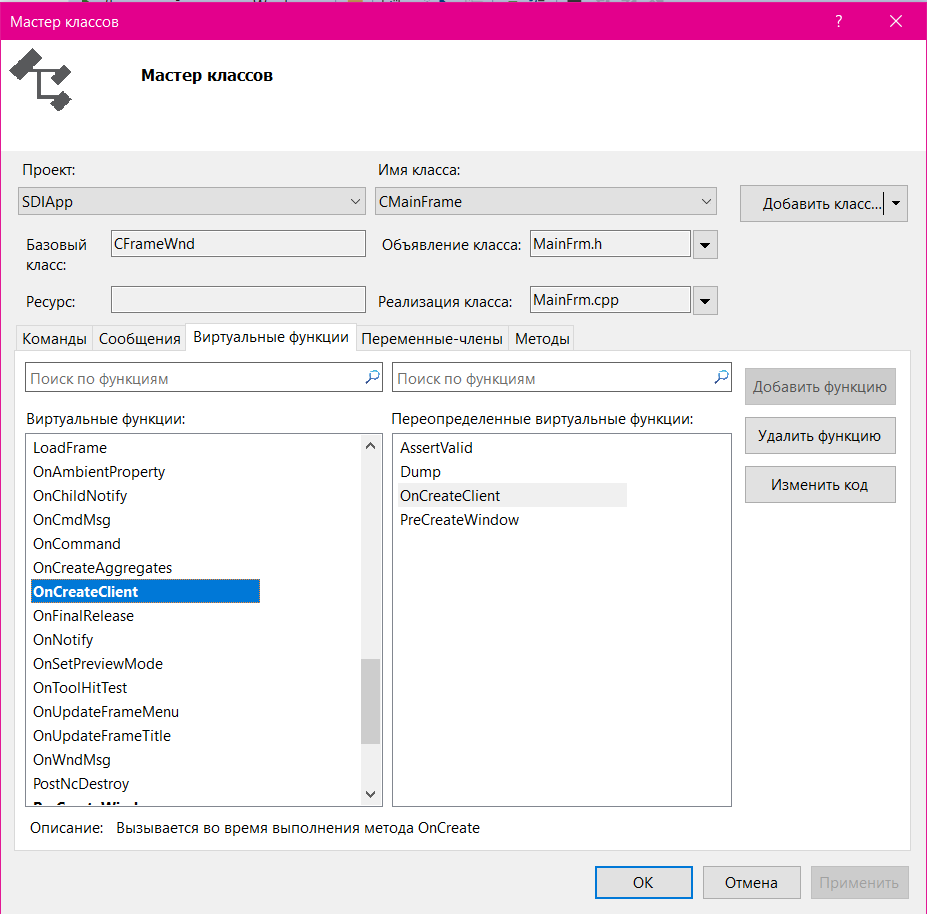 Мастер классов
?
Мастер классов
Проект:
Имя класса:
SDIApp
CMainFrame
Добавить класс...
Базовый класс:
CFrameWnd
Объявление класса:
MainFrm.h
Ресурс:
Реализация класса:
MainFrm.cpp
Команды
Сообщения
Виртуальные функции
Переменные-члены
Методы
Поиск по функциям
Поиск по функциям
Добавить функцию
Виртуальные функции:
Переопределенные виртуальные функции:
Удалить функцию
Изменить код
LoadFrame
OnAmbientProperty
OnChildNotify
OnCmdMsg
OnCommand
OnCreateAggregates
OnCreateClient
OnFinalRelease
OnNotify
OnSetPreviewMode
OnToolHitTest
OnUpdateFrameMenu
OnUpdateFrameTitle
OnWndMsg
PostNcDestroy
AssertValid
Dump
OnCreateClient
PreCreateWindow
Описание: Вызывается во время выполнения метода OnCreate
ОК
Отмена
Применить